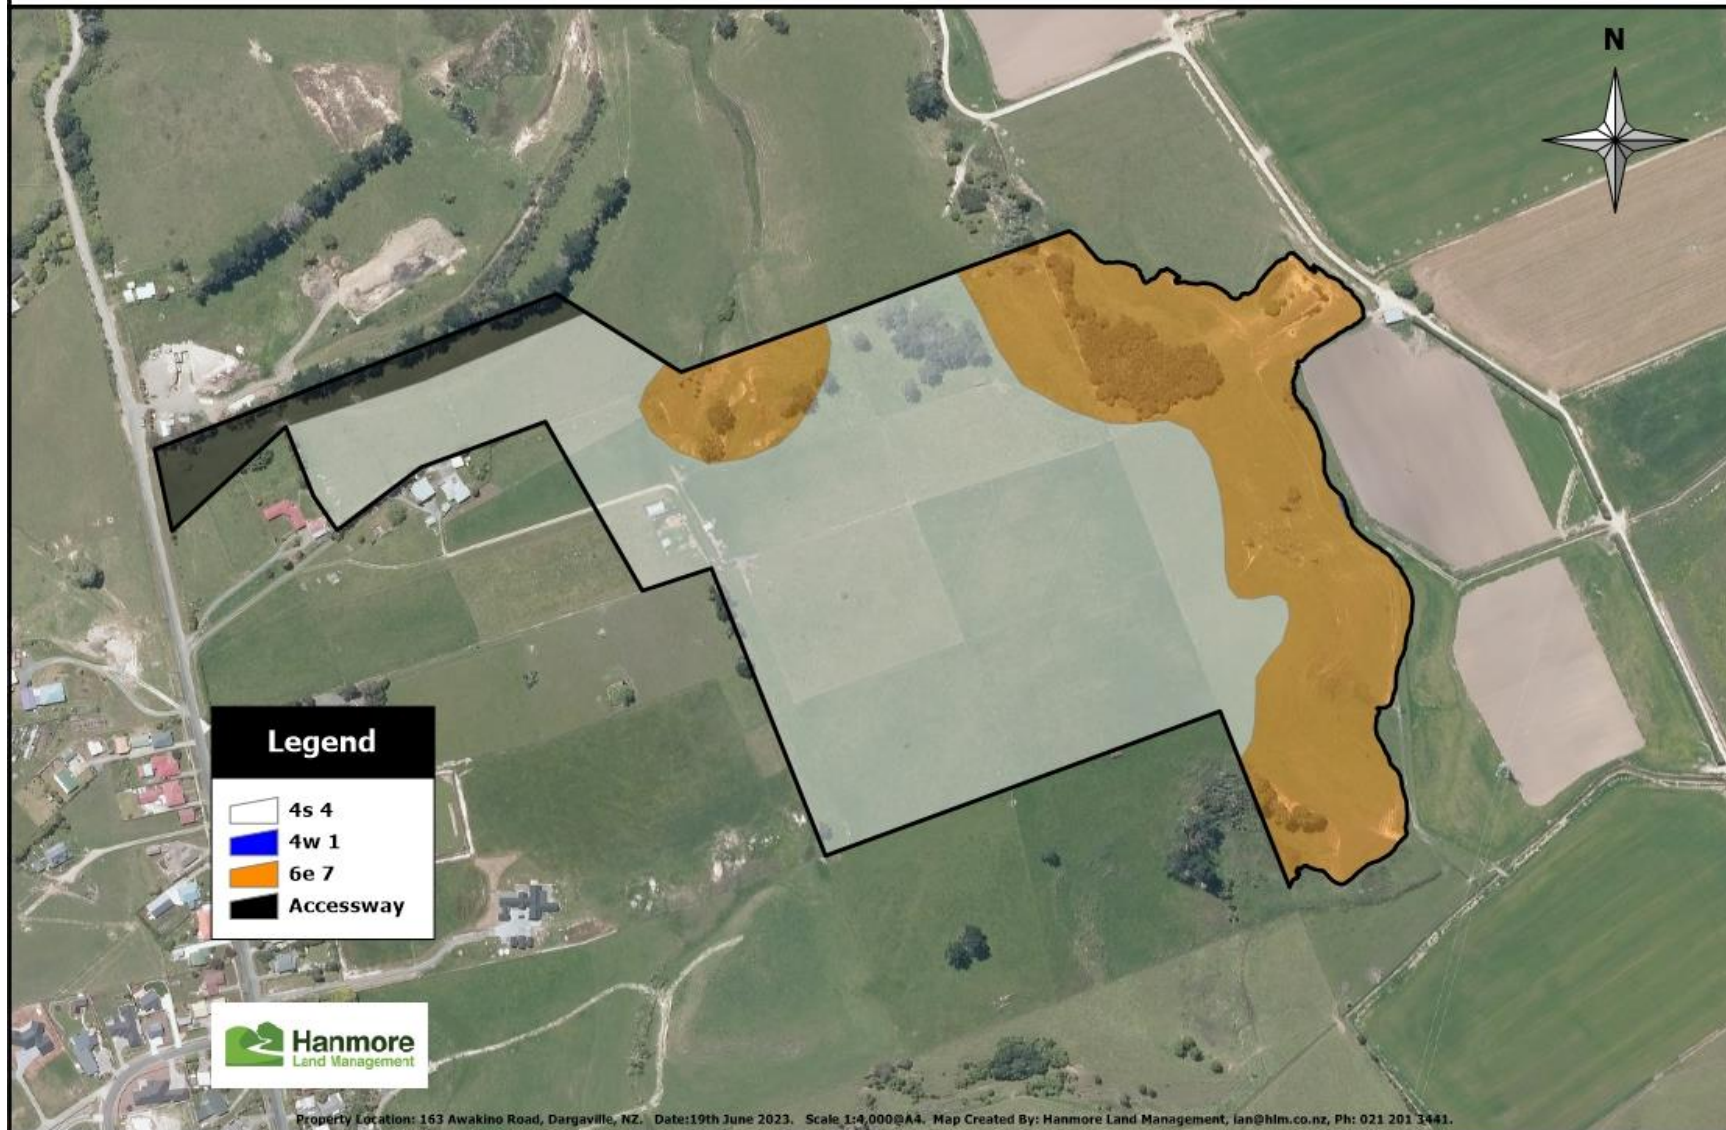 N
Legend
4s 4
4w 1
6e 7
Accessway
Hanmore
Land Management
Property Location: 163 Awakino Road, Dargaville, NZ.   Date:19th June 2023.   Scale 1:4,000@A4.  Map Created By: Hanmore Land Management, ian@hlm.co.nz, Ph: 021 201 3441.